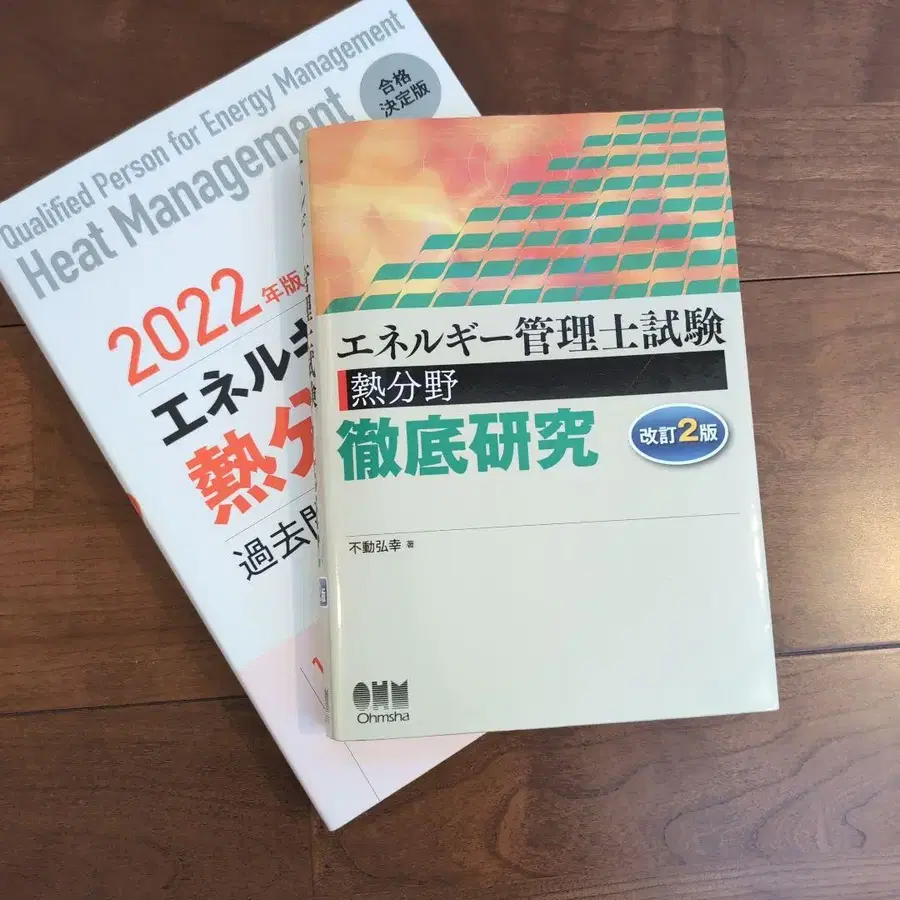 Qualified Person for Energy Management
Heat Management
合格
決定版
2022年版
エネルギ
熱分
過去問
エネルギー管理士試験
熱分野
徹底研究
改訂2版
不動弘幸 著
OHM
Ohmsha